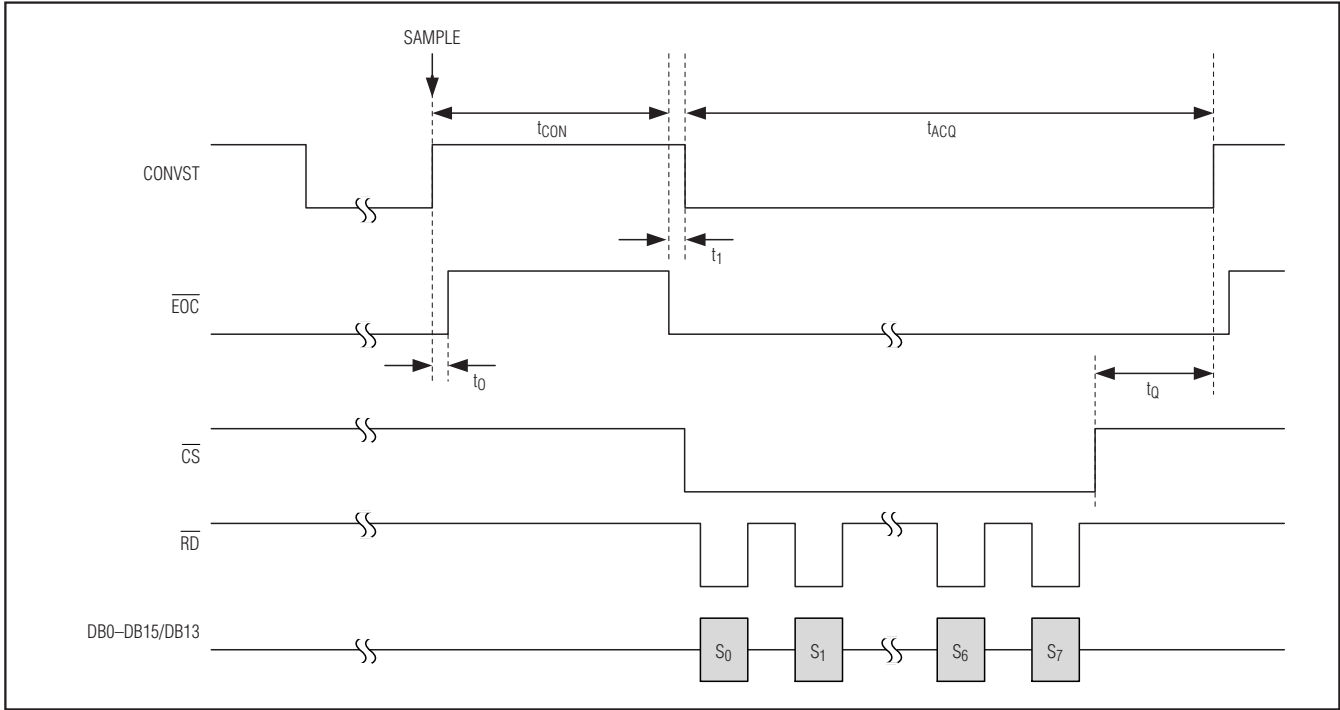 SAMPLE
tCON
tACQ
CONVST
t1
EOC
t0
tQ
CS
RD
DB0–DB15/DB13
S0
S1
S6
S7